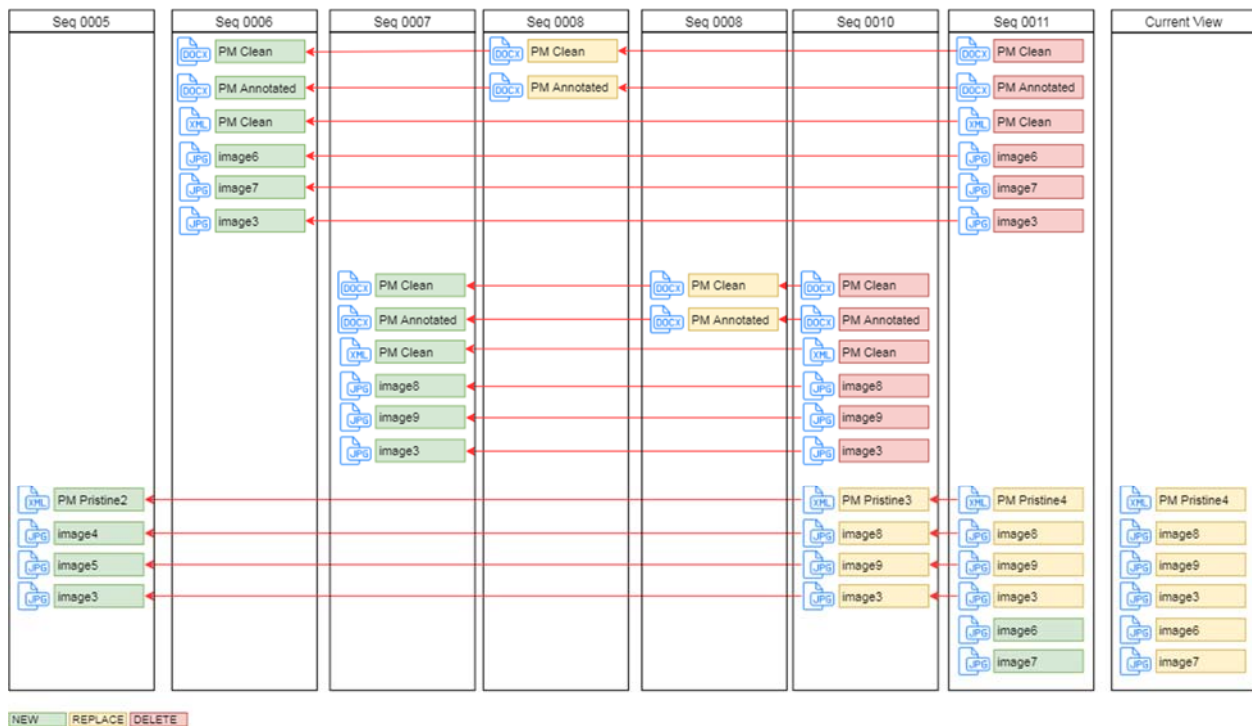 Seq 0005 Seq 0006 Seq 0007 Seq 0008 Seq 0008 Seq 0010 Seq 0011 Current View
DOCX PM Clean DOCX PM Clean DOCX PM Clean
DOCX PM Annotated DOCX PM Annotated DOCX PM Annotated
XML PM Clean XML PM Clean
JPG image6 JPG image6
JPG image7 JPG image7
JPG image3 JPG image3
DOCX PM Clean DOCX PM Clean DOCX PM Clean
DOCX PM Annotated DOCX PM Annotated DOCX PM Annotated
XML PM Clean XML PM Clean
JPG image8 JPG image8
JPG image9 JPG image9
JPG image3 JPG image3
XML PM Pristine2 XML PM Pristine3 XML PM Pristine4 XML PM Pristine4
JPG image4 JPG image8 JPG image8 JPG image8
JPG image5 JPG image9 JPG image9 JPG image9
JPG image3 JPG image3 JPG image3 JPG image3
JPG image6 JPG image6
JPG image7 JPG image7
NEW REPLACE DELETE